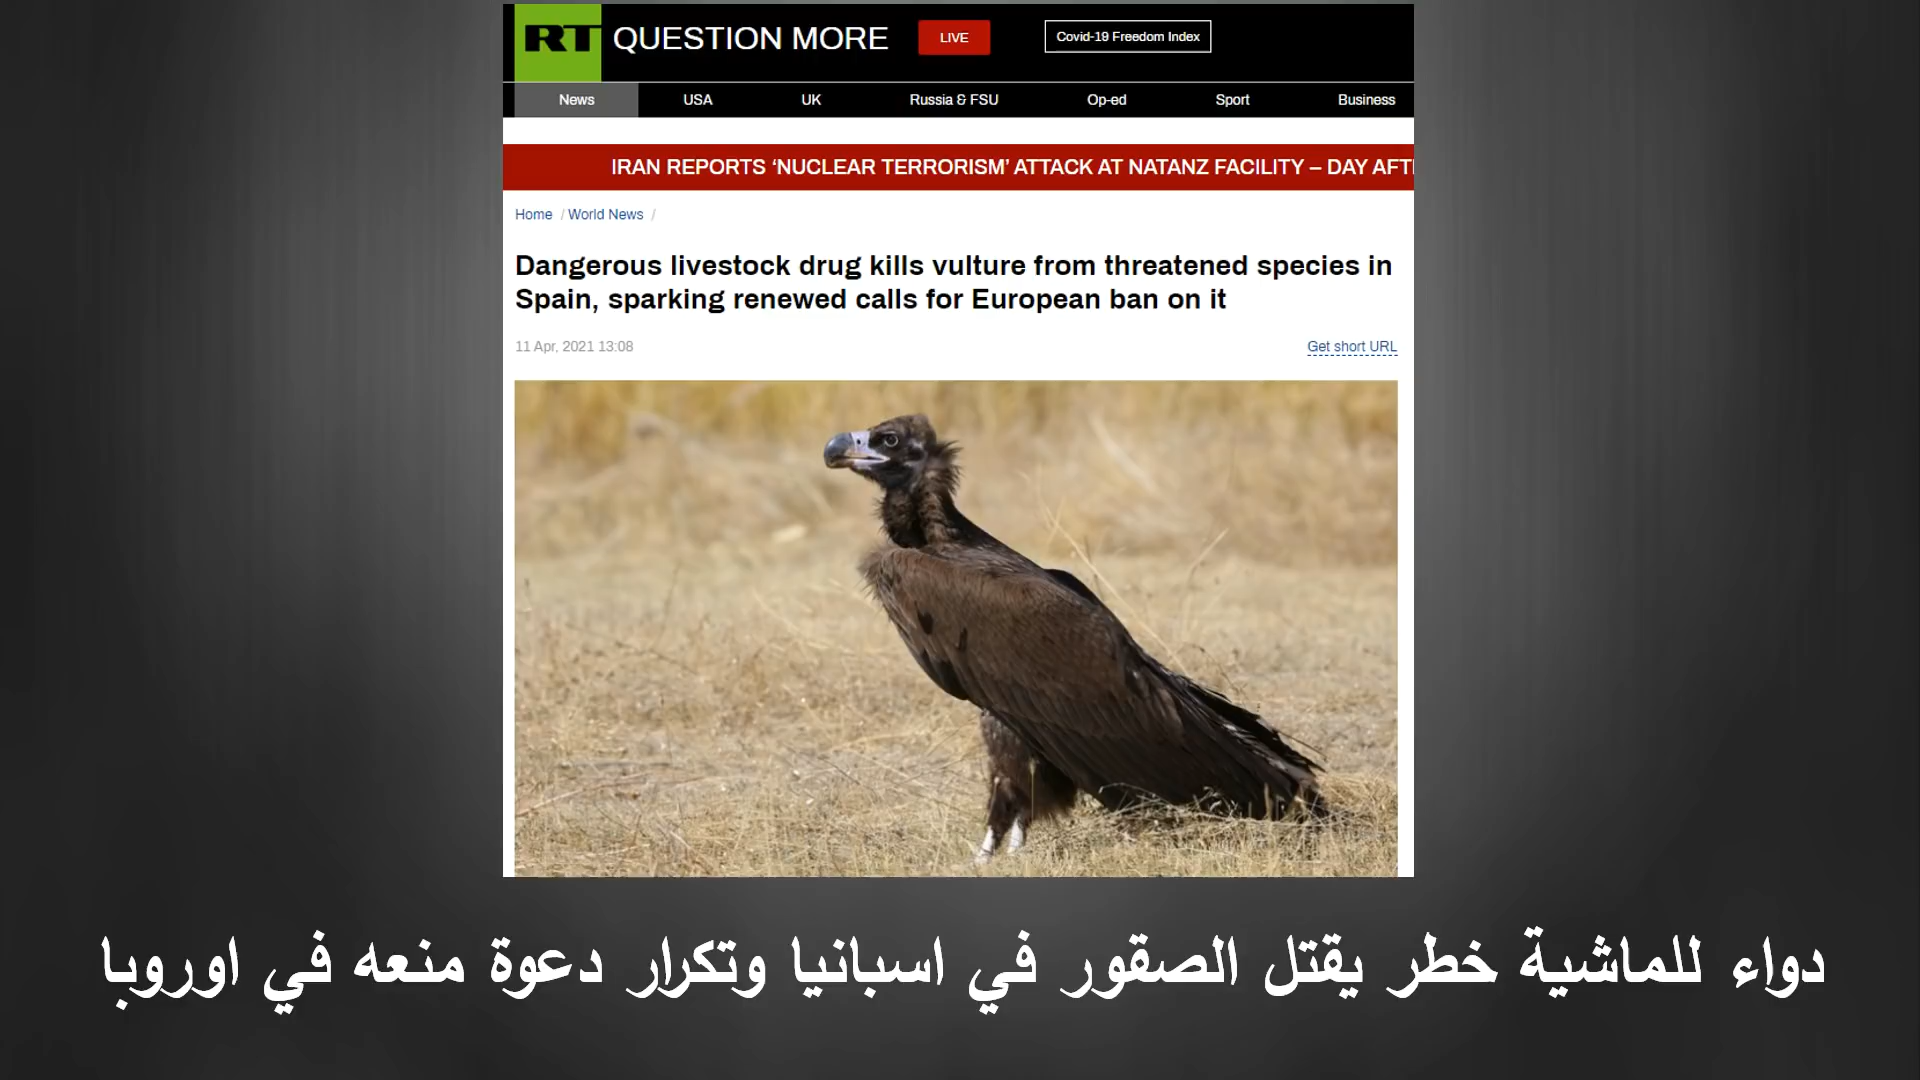 RT QUESTION MORE LIVE Covid-19 Freedom Index
News USA UK Russia & FSU Op-ed Sport Business
IRAN REPORTS ‘NUCLEAR TERRORISM’ ATTACK AT NATANZ FACILITY – DAY AFT
Home / World News /
Dangerous livestock drug kills vulture from threatened species in
Spain, sparking renewed calls for European ban on it
11 Apr, 2021 13:08 Get short URL
دواء للماشية خطر يقتل الصقور في اسبانيا وتكرار دعوة منعه في اوروبا